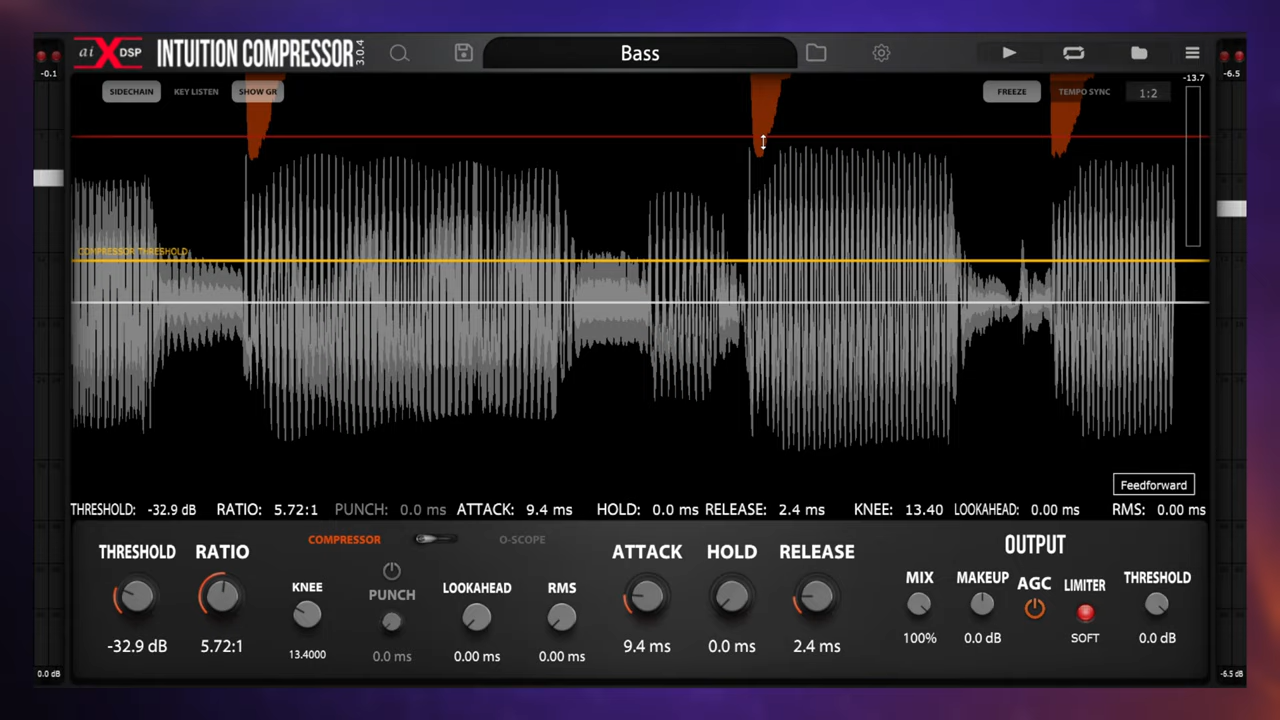 ai X DSP INTUITION COMPRESSOR 3.0.4 Bass
-0.1 -6.5
-13.7
SIDECHAIN KEY LISTEN SHOW GR FREEZE TEMPO SYNC 1:2
COMPRESSOR THRESHOLD
Feedforward
THRESHOLD: -32.9 dB RATIO: 5.72:1 PUNCH: 0.0 ms ATTACK: 9.4 ms HOLD: 0.0 ms RELEASE: 2.4 ms KNEE: 13.40 LOOKAHEAD: 0.00 ms RMS: 0.00 ms
COMPRESSOR O-SCOPE
THRESHOLD RATIO ATTACK HOLD RELEASE OUTPUT
KNEE PUNCH LOOKAHEAD RMS MIX MAKEUP AGC LIMITER THRESHOLD
-32.9 dB 5.72:1 13.4000 0.0 ms 0.00 ms 0.00 ms 9.4 ms 0.0 ms 2.4 ms 100% 0.0 dB SOFT 0.0 dB
0.0 dB -6.5 dB